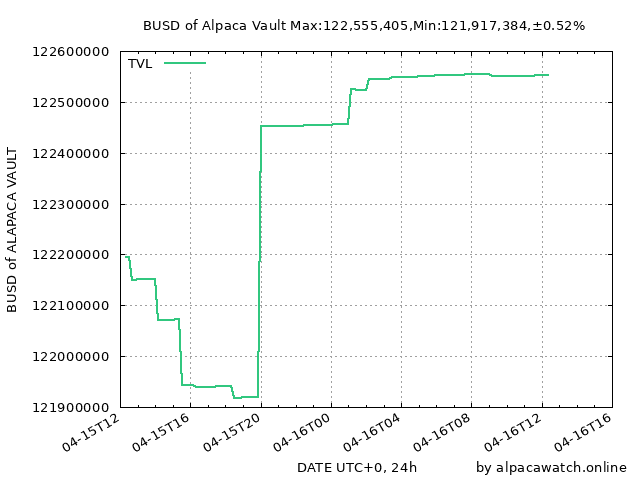 BUSD of Alpaca Vault Max:122,555,405,Min:121,917,384,±0.52%
TVL
122600000
122500000
122400000
122300000
122200000
122100000
122000000
121900000
BUSD of ALAPACA VAULT
04-15T12
04-15T16
04-15T20
04-16T00
04-16T04
04-16T08
04-16T12
04-16T16
DATE UTC+0, 24h
by alpacawatch.online